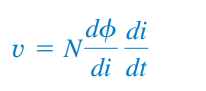 v = N dϕ/di di/dt